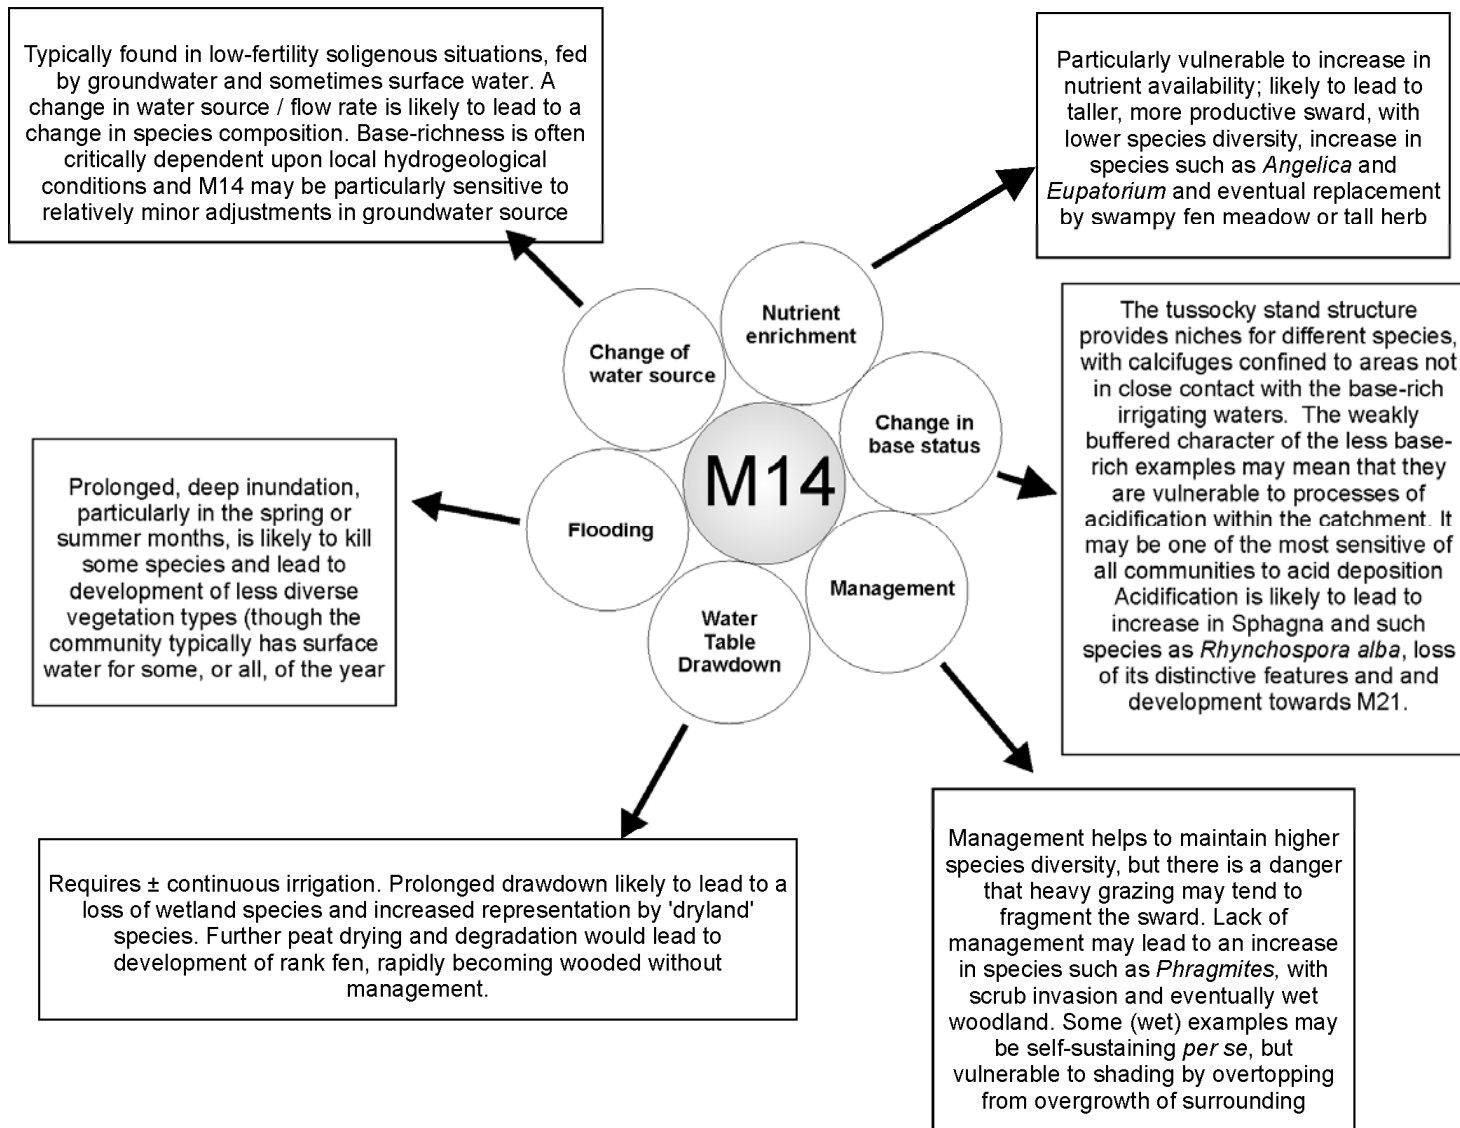 Typically found in low-fertility soligenous situations, fed
by groundwater and sometimes surface water. A
change in water source / flow rate is likely to lead to a
change in species composition. Base-richness is often
critically dependent upon local hydrogeological
conditions and M14 may be particularly sensitive to
relatively minor adjustments in groundwater source
Particularly vulnerable to increase in
nutrient availability; likely to lead to
taller, more productive sward, with
lower species diversity, increase in
species such as Angelica and
Eupatorium and eventual replacement
by swampy fen meadow or tall herb
Nutrient
enrichment
Change of
water source
Change in
base status
M14
Flooding
Management
Water
Table
Drawdown
The tussocky stand structure
provides niches for different species,
with calcifuges confined to areas not
in close contact with the base-rich
irrigating waters. The weakly
buffered character of the less base-
rich examples may mean that they
are vulnerable to processes of
acidification within the catchment. It
may be one of the most sensitive of
all communities to acid deposition
Acidification is likely to lead to
increase in Sphagna and such
species as Rhynchospora alba, loss
of its distinctive features and and
development towards M21.
Prolonged, deep inundation,
particularly in the spring or
summer months, is likely to kill
some species and lead to
development of less diverse
vegetation types (though the
community typically has surface
water for some, or all, of the year
Requires ± continuous irrigation. Prolonged drawdown likely to lead to a
loss of wetland species and increased representation by 'dryland'
species. Further peat drying and degradation would lead to
development of rank fen, rapidly becoming wooded without
management.
Management helps to maintain higher
species diversity, but there is a danger
that heavy grazing may tend to
fragment the sward. Lack of
management may lead to an increase
in species such as Phragmites, with
scrub invasion and eventually wet
woodland. Some (wet) examples may
be self-sustaining per se, but
vulnerable to shading by overtopping
from overgrowth of surrounding